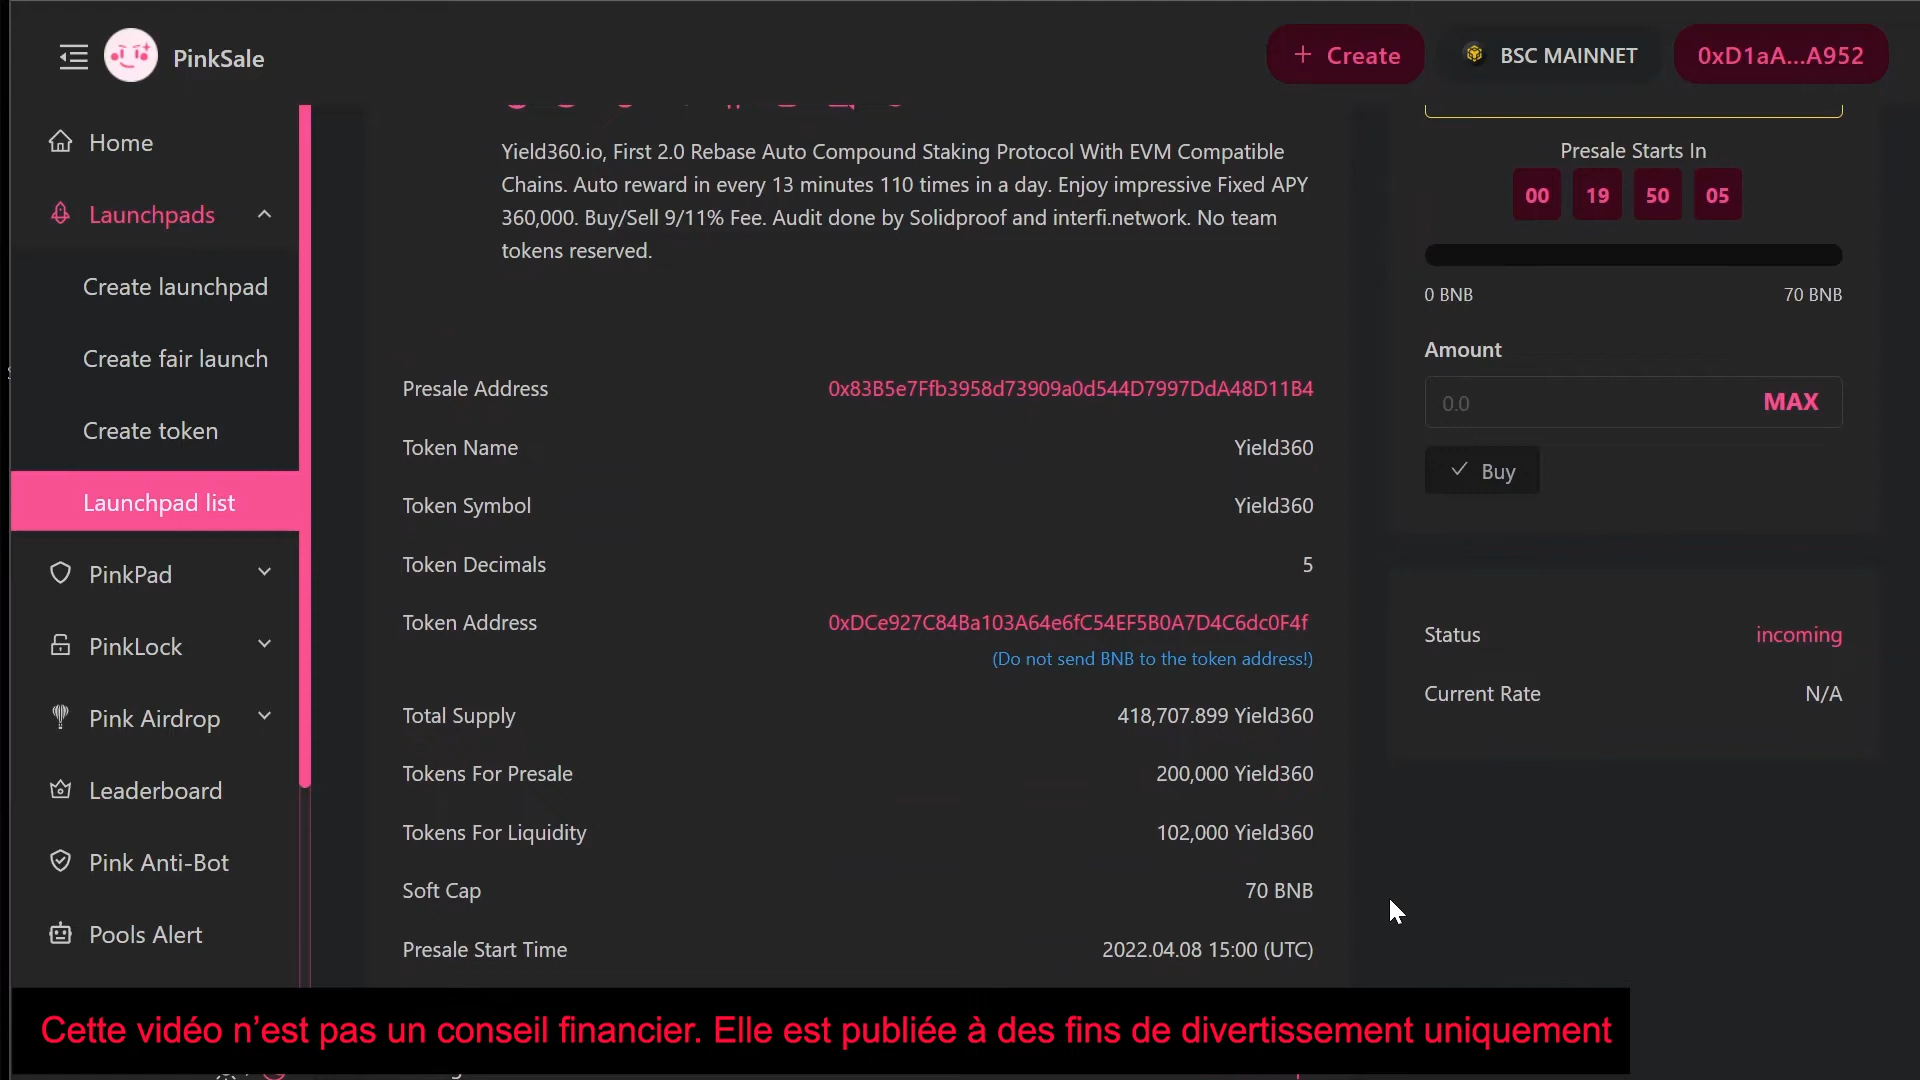 PinkSale
+ Create
BSC MAINNET
0xD1aA...A952
Home
Launchpads
Create launchpad
Create fair launch
Create token
Launchpad list
PinkPad
PinkLock
Pink Airdrop
Leaderboard
Pink Anti-Bot
Pools Alert
Yield360.io, First 2.0 Rebase Auto Compound Staking Protocol With EVM Compatible
Chains. Auto reward in every 13 minutes 110 times in a day. Enjoy impressive Fixed APY
360,000. Buy/Sell 9/11% Fee. Audit done by Solidproof and interfi.network. No team
tokens reserved.
Presale Address 0x83B5e7Ffb3958d73909a0d544D7997DdA48D11B4
Token Name Yield360
Token Symbol Yield360
Token Decimals 5
Token Address 0xDCe927C84Ba103A64e6fC54EF5B0A7D4C6dc0F4f
(Do not send BNB to the token address!)
Total Supply 418,707.899 Yield360
Tokens For Presale 200,000 Yield360
Tokens For Liquidity 102,000 Yield360
Soft Cap 70 BNB
Presale Start Time 2022.04.08 15:00 (UTC)
Presale Starts In
00 19 50 05
0 BNB 70 BNB
Amount
0.0 MAX
Buy
Status incoming
Current Rate N/A
Cette vidéo n’est pas un conseil financier. Elle est publiée à des fins de divertissement uniquement